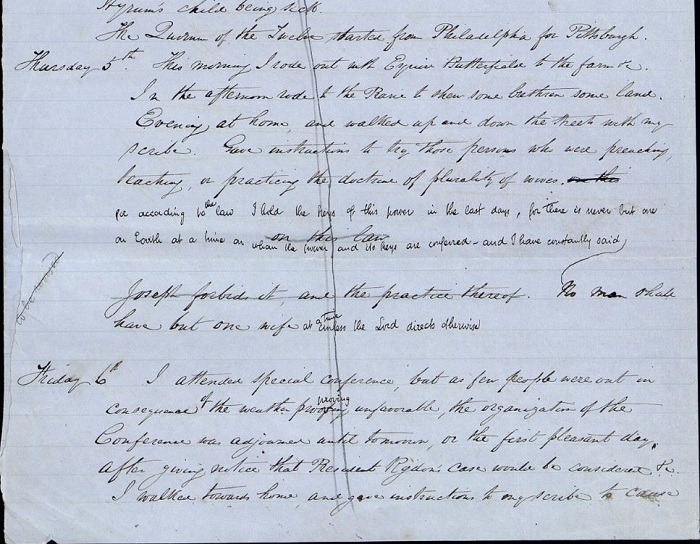 Hyrum's child being sick.
The Quorum of the Twelve started from Philadelphia for Pittsburgh.
Thursday 5th. This morning I rode out with Esquire Butterfield to the farm &c.
In the afternoon rode to the Prairie to shew some brethren some land.
Evening, at home, and walked up and down the streets with my
scribe. Gave instructions to try those persons who were preaching,
teaching, or practicing the doctrine of plurality of wives. on this
for according to the law I hold the keys of this power in the last days, for there is never but one
on Earth at a time on whom the power and its keys are conferred - and I have constantly said
on this law
Joseph forbids it, and the practice thereof. No man shall
have but one wife at a time unless the Lord directs otherwise
to be revised
Friday 6th I attended special conference, but as few people were out in
consequence of the weather proving unfavorable, the organization of the
Conference was adjourned until tomorrow, or the first pleasant day,
after giving notice that President Rigdon's case would be considered &c.
I walked towards home and gave instructions to my scribe to cause